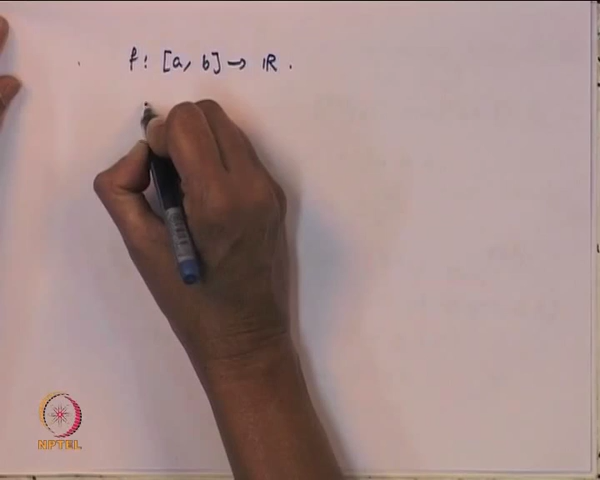 f: [a, b] → ℝ.
NPTEL